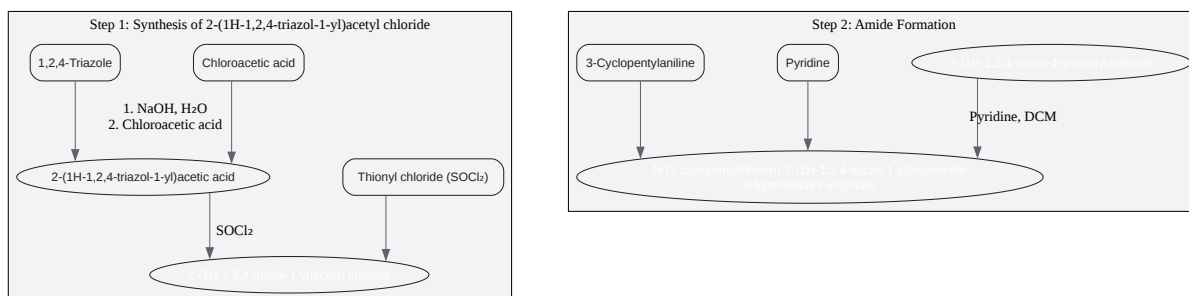 Step 1: Synthesis of 2-(1H-1,2,4-triazol-1-yl)acetyl chloride
1,2,4-Triazole
Chloroacetic acid
1. NaOH, H₂O
2. Chloroacetic acid
2-(1H-1,2,4-triazol-1-yl)acetic acid
Thionyl chloride (SOCl₂)
SOCl₂
2-(1H-1,2,4-triazol-1-yl)acetyl chloride
Step 2: Amide Formation
3-Cyclopentylaniline
Pyridine
2-(1H-1,2,4-triazol-1-yl)acetyl chloride
Pyridine, DCM
N-(3-cyclopentylphenyl)-2-(1H-1,2,4-triazol-1-yl)acetamide
(Hypothetical Fungicide)